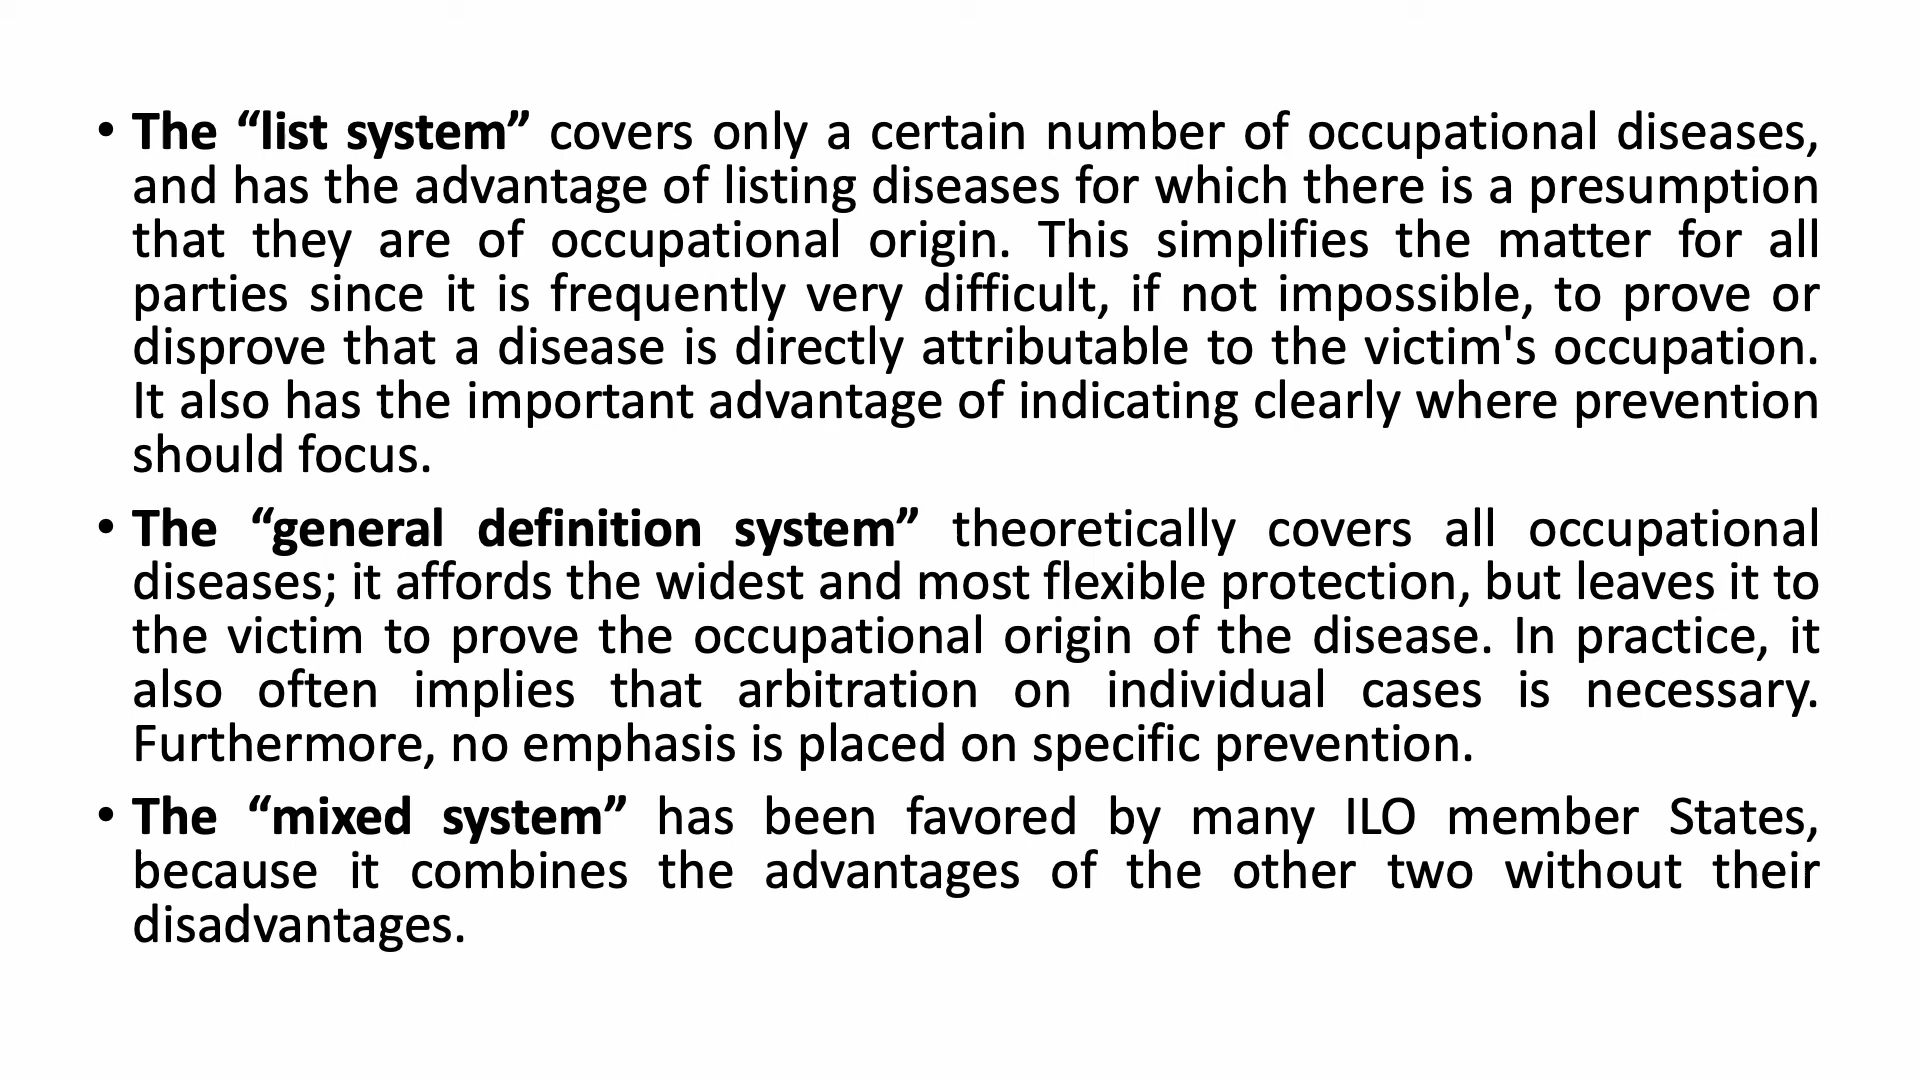 • The “list system” covers only a certain number of occupational diseases,
and has the advantage of listing diseases for which there is a presumption
that they are of occupational origin. This simplifies the matter for all
parties since it is frequently very difficult, if not impossible, to prove or
disprove that a disease is directly attributable to the victim's occupation.
It also has the important advantage of indicating clearly where prevention
should focus.
• The “general definition system” theoretically covers all occupational
diseases; it affords the widest and most flexible protection, but leaves it to
the victim to prove the occupational origin of the disease. In practice, it
also often implies that arbitration on individual cases is necessary.
Furthermore, no emphasis is placed on specific prevention.
• The “mixed system” has been favored by many ILO member States,
because it combines the advantages of the other two without their
disadvantages.